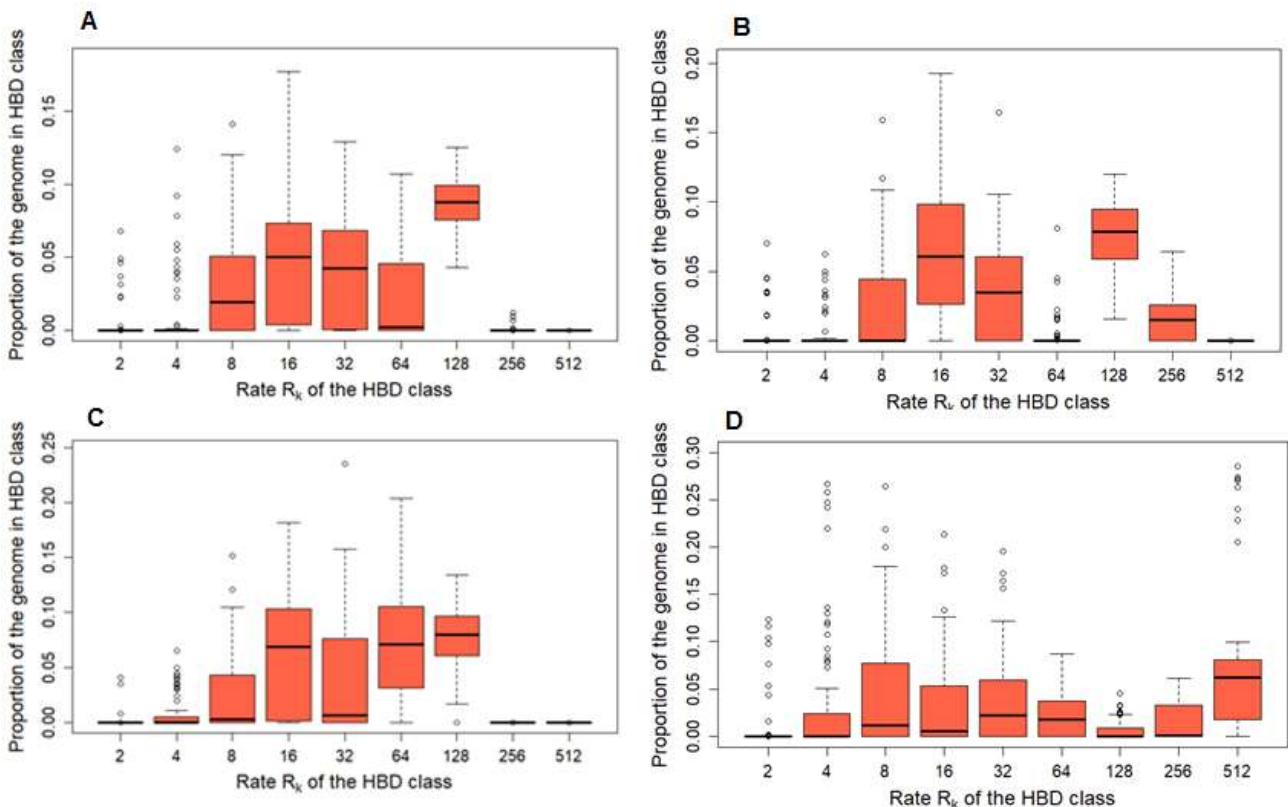 A
Proportion of the genome in HBD class
0.15
0.10
0.05
0.00
2 4 8 16 32 64 128 256 512
Rate Rk of the HBD class
B
Proportion of the genome in HBD class
0.20
0.15
0.10
0.05
0.00
2 4 8 16 32 64 128 256 512
Rate Rk of the HBD class
C
Proportion of the genome in HBD class
0.25
0.20
0.15
0.10
0.05
0.00
2 4 8 16 32 64 128 256 512
Rate Rk of the HBD class
D
Proportion of the genome in HBD class
0.30
0.20
0.15
0.10
0.05
0.00
2 4 8 16 32 64 128 256 512
Rate Rk of the HBD class